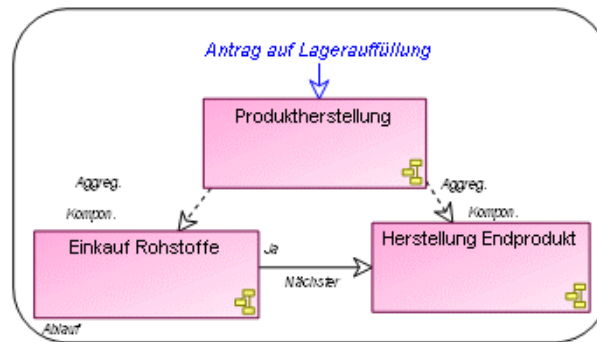 Antrag auf Lagerauffüllung
Produktherstellung
Aggreg.
Kompon.
Aggreg.
Kompon.
Einkauf Rohstoffe
Ja
Nächster
Herstellung Endprodukt
Ablauf